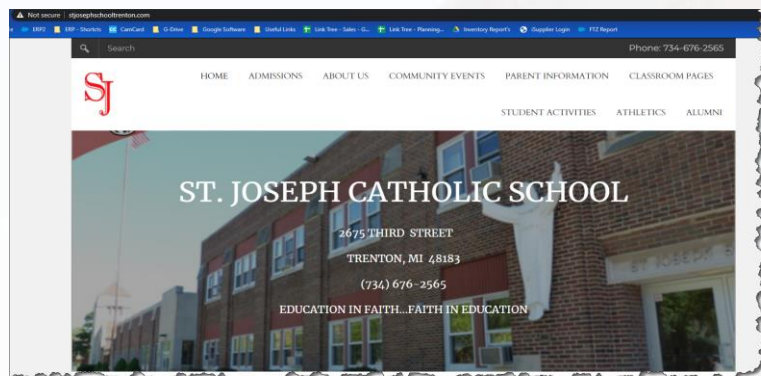 Not secure | stjosephschooltrenton.com
ERP2 ERP - Shortcts CamCard G-Drive Google Software Useful Links Link Tree - Sales - G... Link Tree - Planning... Inventory Report's iSupplier Login FTZ Report
Search Phone: 734-676-2565
SJ
HOME ADMISSIONS ABOUT US COMMUNITY EVENTS PARENT INFORMATION CLASSROOM PAGES
STUDENT ACTIVITIES ATHLETICS ALUMNI
ST. JOSEPH CATHOLIC SCHOOL
2675 THIRD STREET
TRENTON, MI 48183
(734) 676-2565
EDUCATION IN FAITH...FAITH IN EDUCATION
ST JOSEPH S